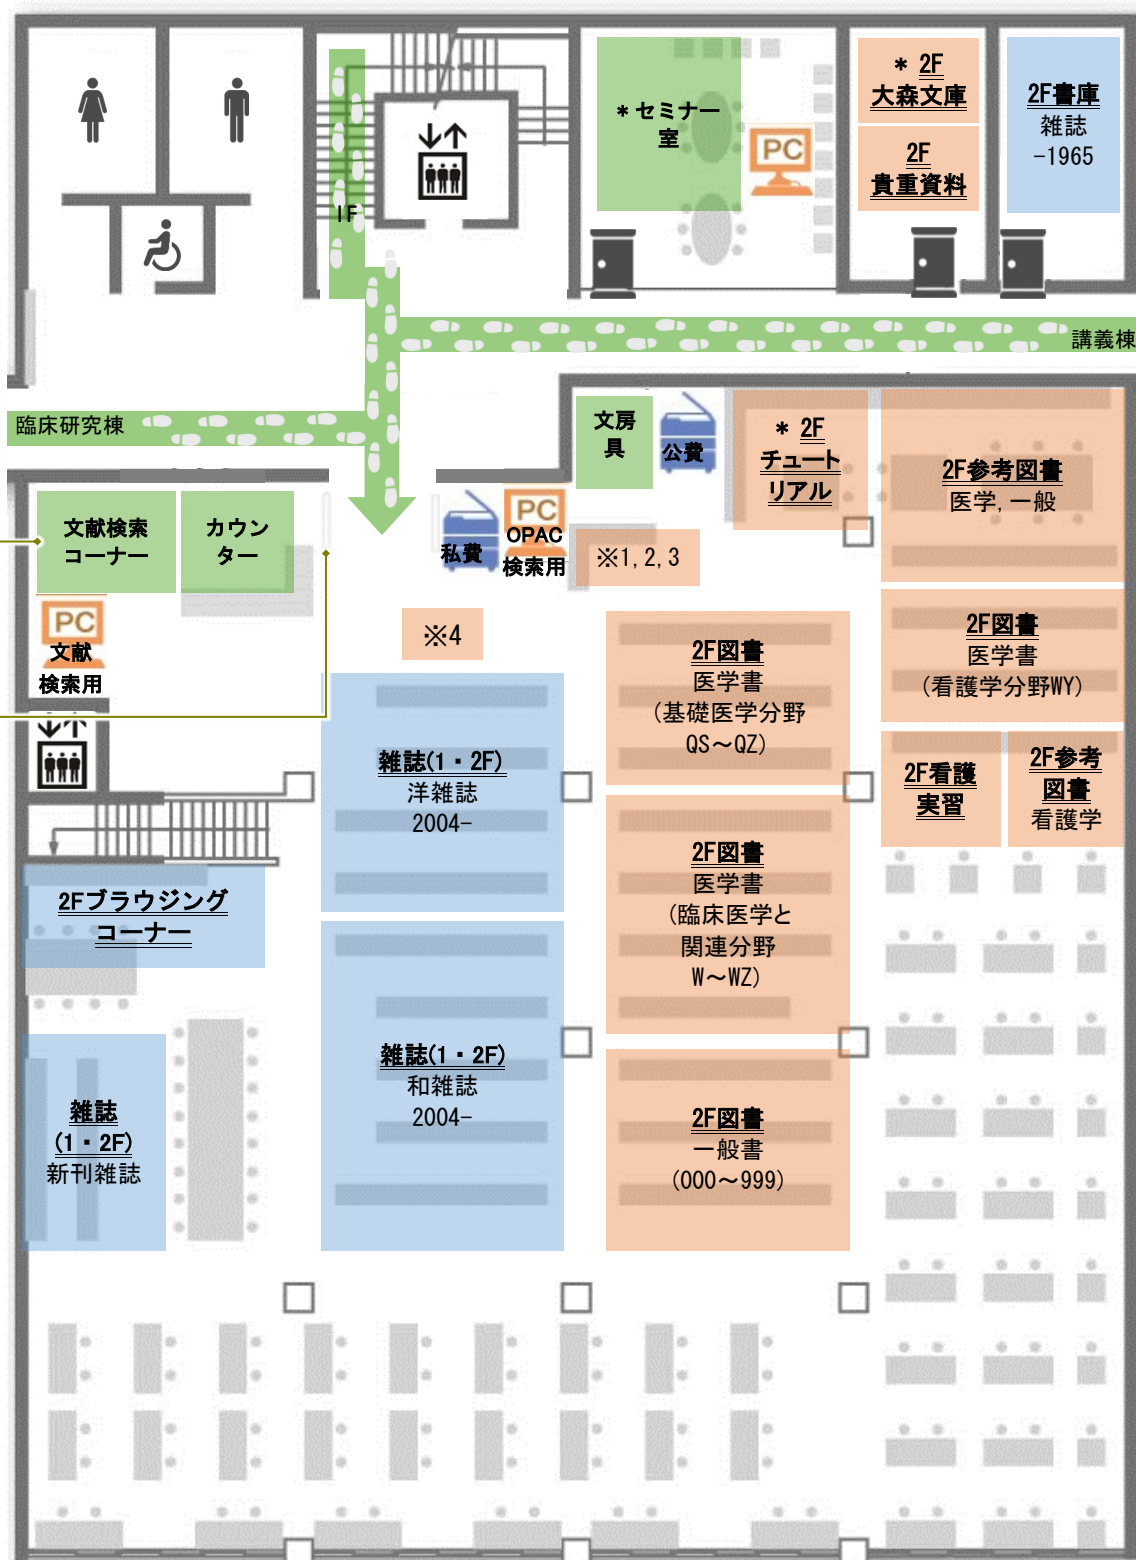 * セミナー
室
PC
* 2F
大森文庫
2F
貴重資料
2F書庫
雑誌
-1965
IF
講義棟
臨床研究棟
文房
具
公費
* 2F
チュート
リアル
2F参考図書
医学, 一般
文献検索
コーナー
カウン
ター
私費
PC
OPAC
検索用
※1, 2, 3
PC
文献
検索用
※4
2F図書
医学書
(基礎医学分野
QS～QZ)
2F図書
医学書
(看護学分野WY)
雑誌(1・2F)
洋雑誌
2004-
2F看護
実習
2F参考
図書
看護学
2F図書
医学書
(臨床医学と
関連分野
W～WZ)
2Fブラウジング
コーナー
雑誌(1・2F)
和雑誌
2004-
雑誌
(1・2F)
新刊雑誌
2F図書
一般書
(000～999)